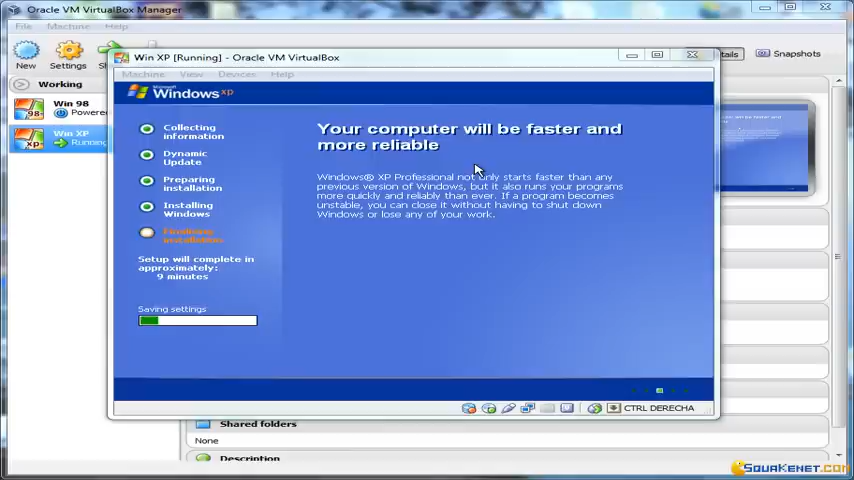 Oracle VM VirtualBox Manager
File Machine Help
New
Settings
Snapshots
Working
Win 98
Powered
Win XP
Running
Win XP [Running] - Oracle VM VirtualBox
Machine View Devices Help
Microsoft
Windows xp
Collecting
information
Dynamic
Update
Preparing
installation
Installing
Windows
Finalizing
installation
Setup will complete in
approximately:
9 minutes
Saving settings
Your computer will be faster and
more reliable
Windows® XP Professional not only starts faster than any
previous version of Windows, but it also runs your programs
more quickly and reliably than ever. If a program becomes
unstable, you can close it without having to shut down
Windows or lose any of your work.
CTRL DERECHA
Shared folders
None
Description
SquaKenet.com